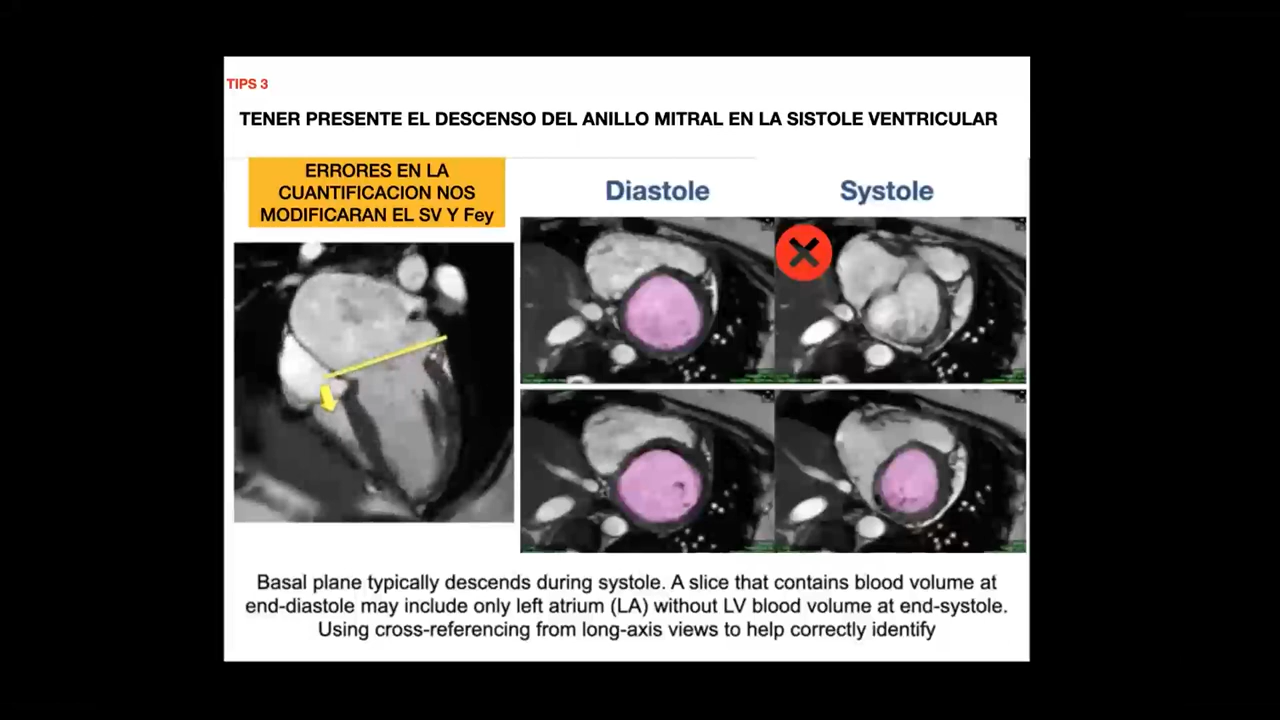 TIPS 3
TENER PRESENTE EL DESCENSO DEL ANILLO MITRAL EN LA SISTOLE VENTRICULAR
ERRORES EN LA
CUANTIFICACION NOS
MODIFICARAN EL SV Y Fey
Diastole
Systole
Basal plane typically descends during systole. A slice that contains blood volume at
end-diastole may include only left atrium (LA) without LV blood volume at end-systole.
Using cross-referencing from long-axis views to help correctly identify